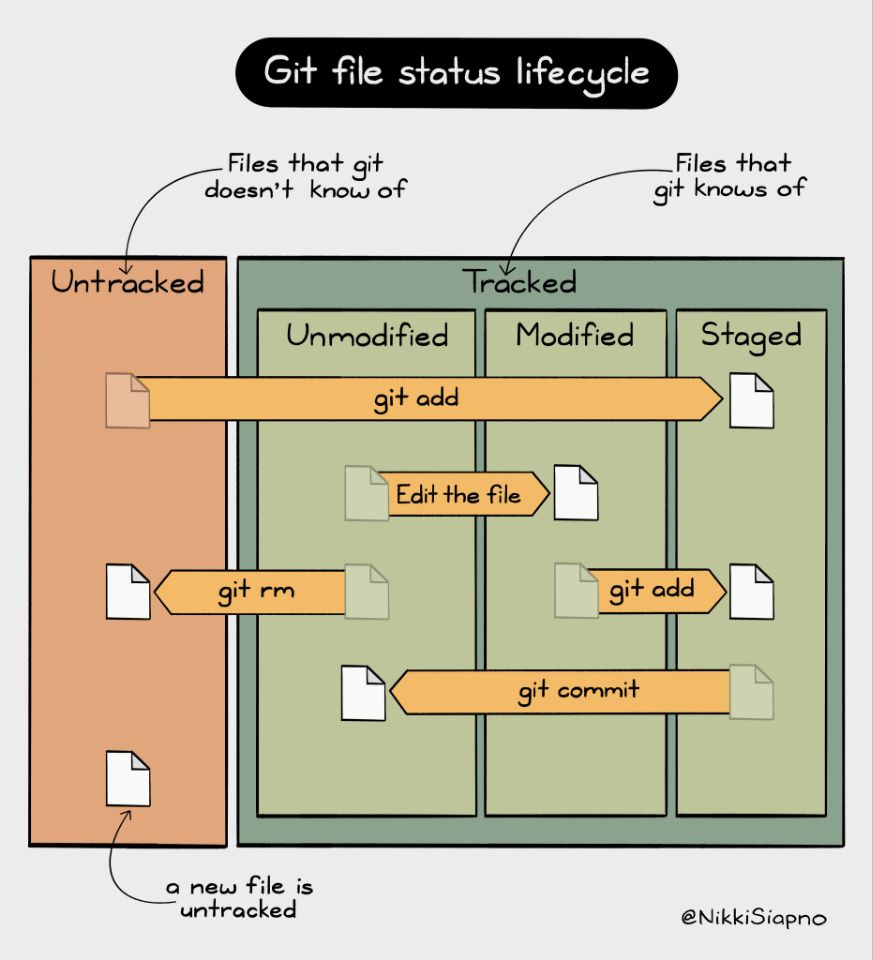 Git file status lifecycle
Files that git
doesn't know of
Files that
git knows of
Untracked
Tracked
Unmodified
Modified
Staged
git add
Edit the file
git rm
git add
git commit
a new file is
untracked
@NikkiSiapno